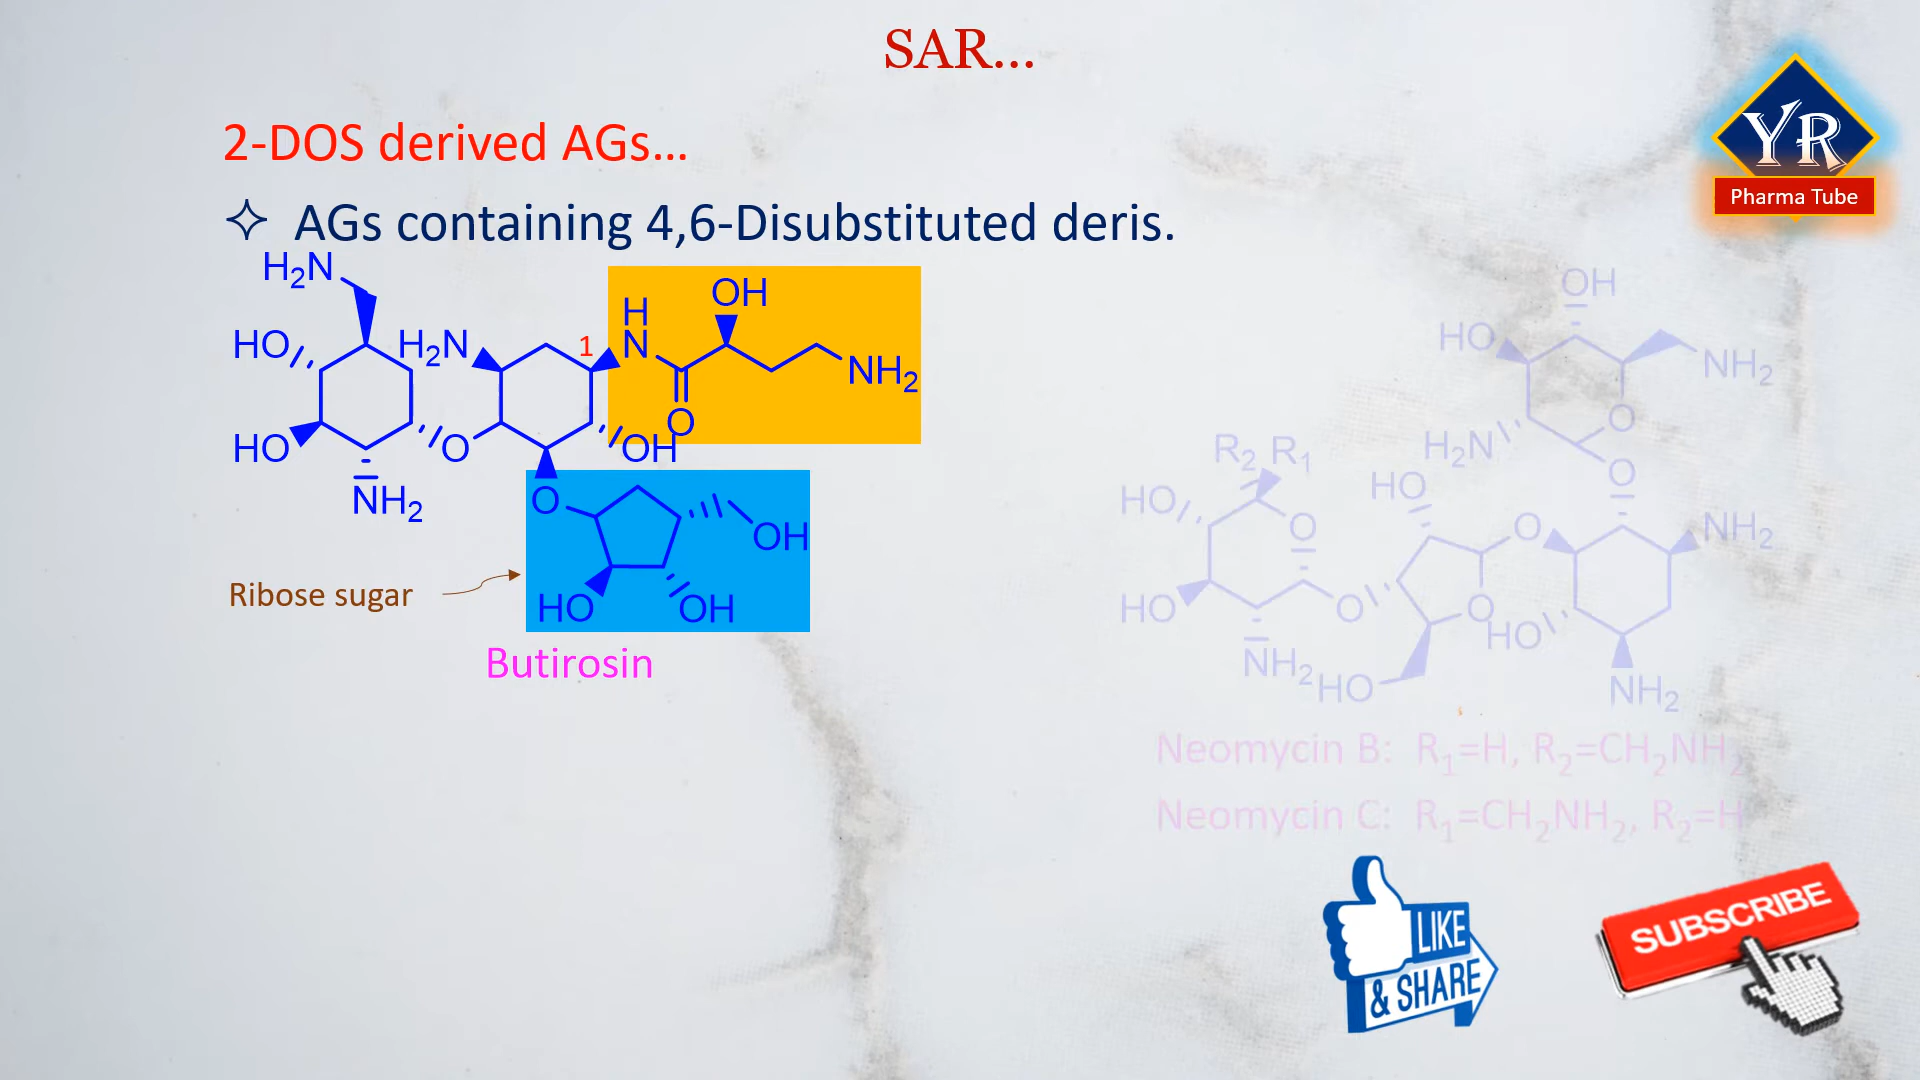 SAR...
YR
Pharma Tube
2-DOS derived AGs...
✧ AGs containing 4,6-Disubstituted deris.
H₂N
HO
H₂N
1
H
N
OH
NH₂
O
HO
O
OH
NH₂
O
OH
HO
OH
Ribose sugar
Butirosin
OH
HO
NH₂
O
H₂N
O
R₂ R₁
HO
HO
O
O
NH₂
HO
O
O
HO
NH₂
HO
NH₂
Neomycin B: R₁=H, R₂=CH₂NH₂
Neomycin C: R₁=CH₂NH₂, R₂=H
LIKE
& SHARE
SUBSCRIBE